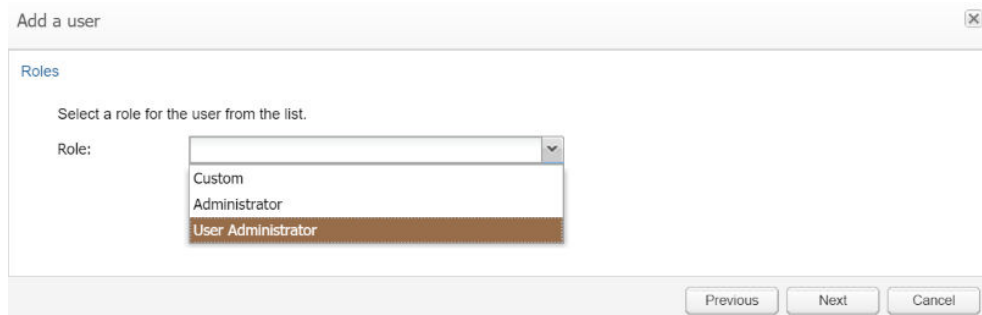 Add a user
Roles
Select a role for the user from the list.
Role:
Custom
Administrator
User Administrator
Previous Next Cancel